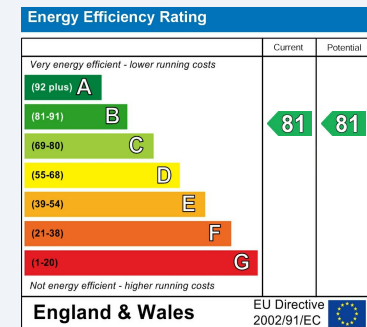 Energy Efficiency Rating
Current Potential
Very energy efficient - lower running costs
(92 plus) A
(81-91) B 81 81
(69-80) C
(55-68) D
(39-54) E
(21-38) F
(1-20) G
Not energy efficient - higher running costs
England & Wales
EU Directive
2002/91/EC